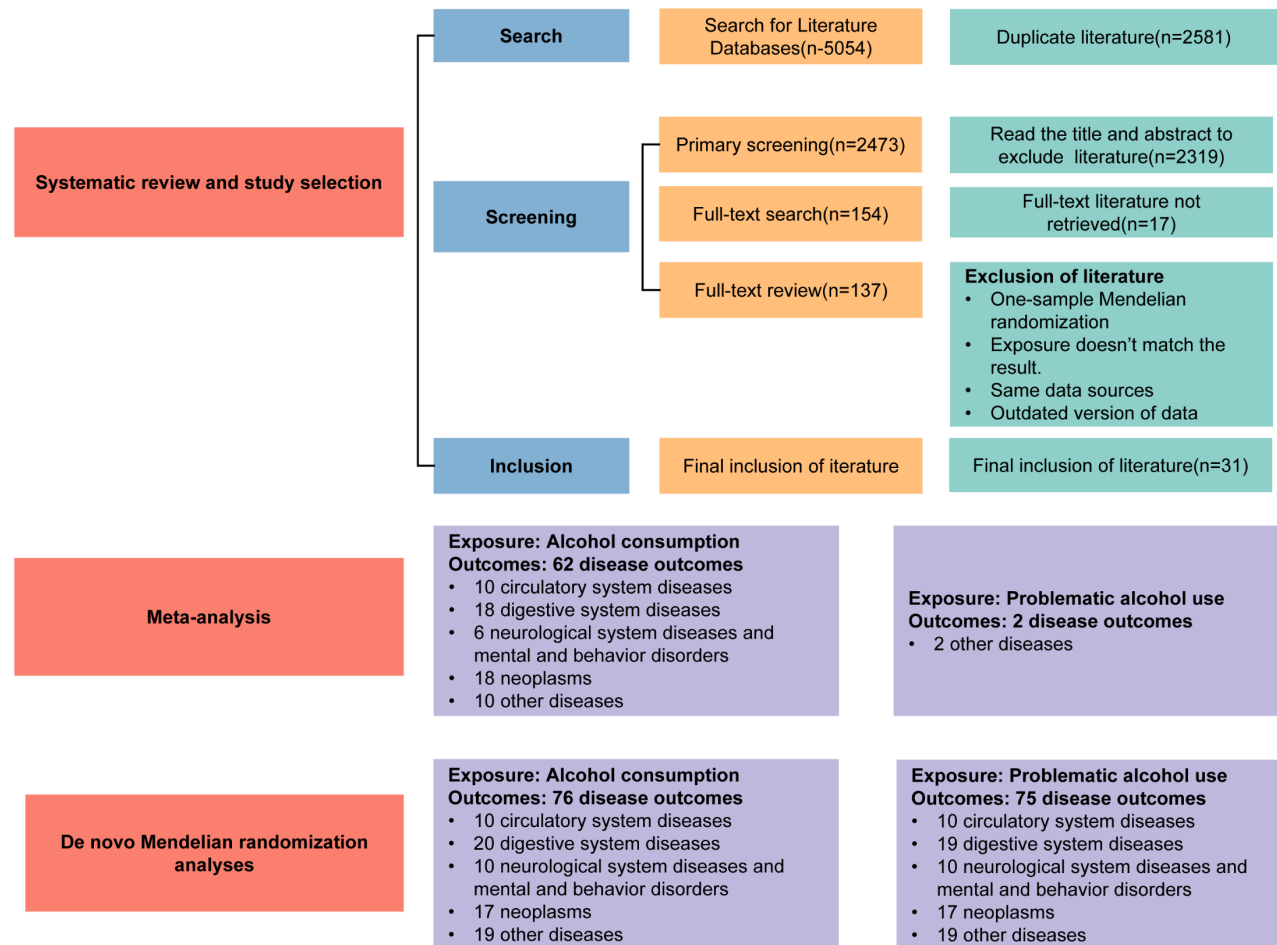 Systematic review and study selection
Search
Search for Literature
Databases(n-5054)
Duplicate literature(n=2581)
Screening
Primary screening(n=2473)
Read the title and abstract to
exclude literature(n=2319)
Full-text search(n=154)
Full-text literature not
retrieved(n=17)
Full-text review(n=137)
Exclusion of literature
• One-sample Mendelian
randomization
• Exposure doesn't match the
result.
• Same data sources
• Outdated version of data
Inclusion
Final inclusion of iterature
Final inclusion of literature(n=31)
Meta-analysis
Exposure: Alcohol consumption
Outcomes: 62 disease outcomes
• 10 circulatory system diseases
• 18 digestive system diseases
• 6 neurological system diseases and
mental and behavior disorders
• 18 neoplasms
• 10 other diseases
Exposure: Problematic alcohol use
Outcomes: 2 disease outcomes
• 2 other diseases
De novo Mendelian randomization
analyses
Exposure: Alcohol consumption
Outcomes: 76 disease outcomes
• 10 circulatory system diseases
• 20 digestive system diseases
• 10 neurological system diseases and
mental and behavior disorders
• 17 neoplasms
• 19 other diseases
Exposure: Problematic alcohol use
Outcomes: 75 disease outcomes
• 10 circulatory system diseases
• 19 digestive system diseases
• 10 neurological system diseases and
mental and behavior disorders
• 17 neoplasms
• 19 other diseases